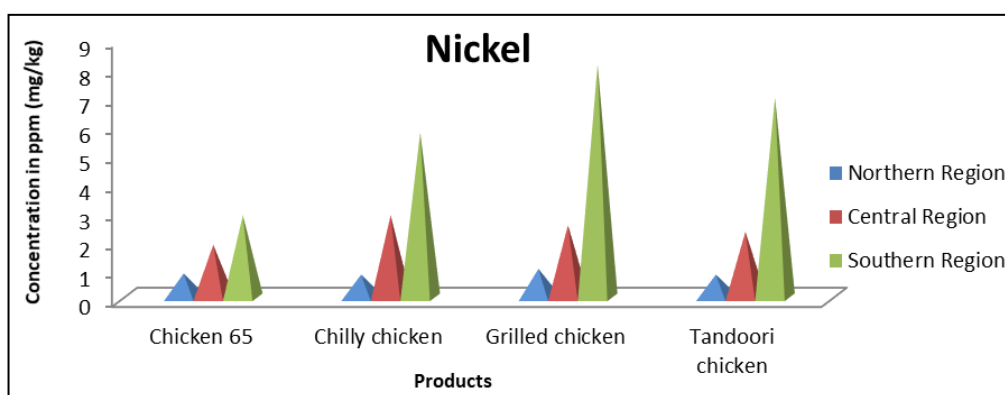 Nickel
Concentration in ppm (mg/kg)
9
8
7
6
5
4
3
2
1
0
Chicken 65
Chilly chicken
Grilled chicken
Tandoori
chicken
Products
Northern Region
Central Region
Southern Region